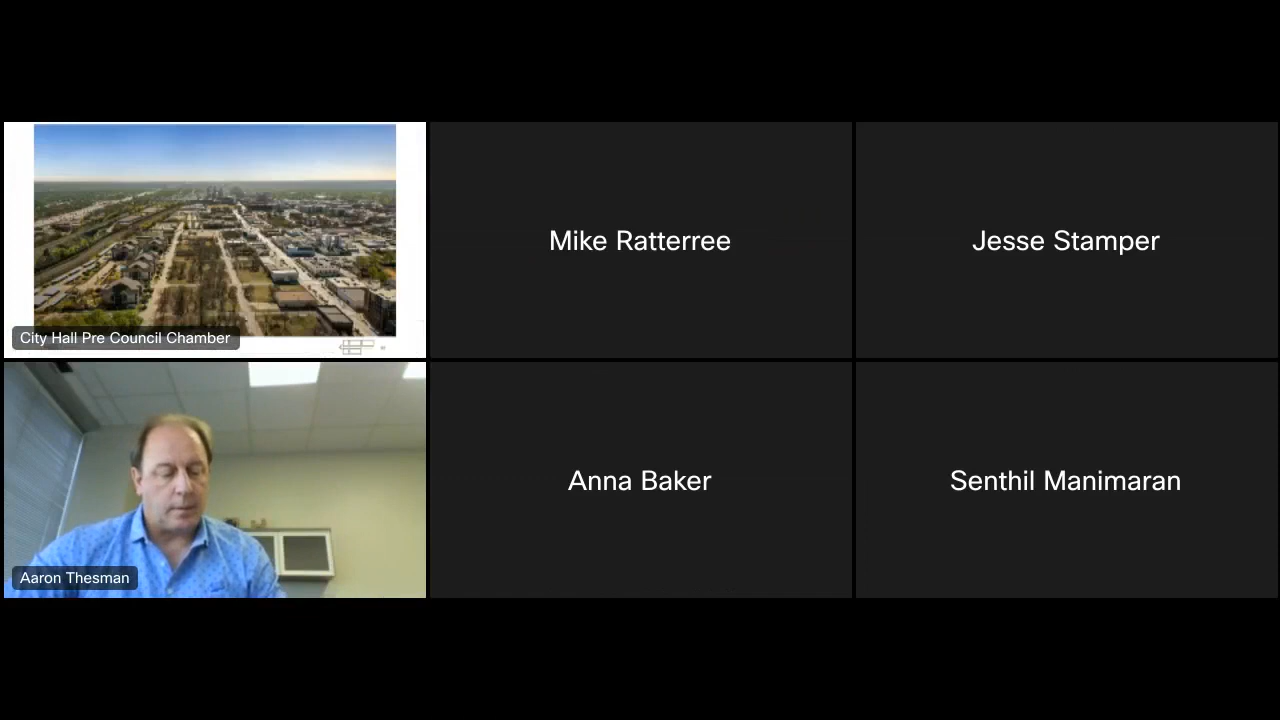 City Hall Pre Council Chamber
Mike Ratterree
Jesse Stamper
Aaron Thesman
Anna Baker
Senthil Manimaran